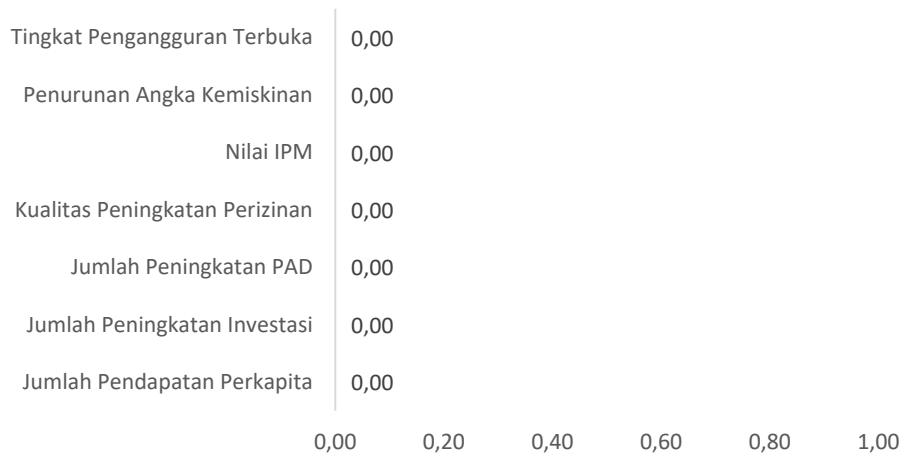 Tingkat Pengangguran Terbuka 0,00
Penurunan Angka Kemiskinan 0,00
Nilai IPM 0,00
Kualitas Peningkatan Perizinan 0,00
Jumlah Peningkatan PAD 0,00
Jumlah Peningkatan Investasi 0,00
Jumlah Pendapatan Perkapita 0,00
0,00 0,20 0,40 0,60 0,80 1,00